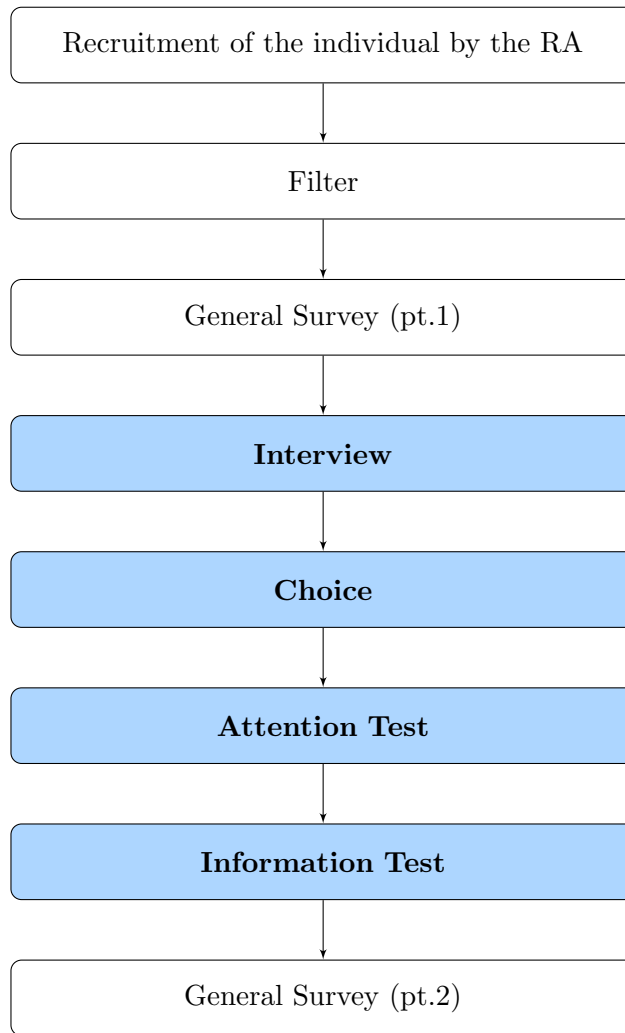 Recruitment of the individual by the RA
Filter
General Survey (pt.1)
Interview
Choice
Attention Test
Information Test
General Survey (pt.2)